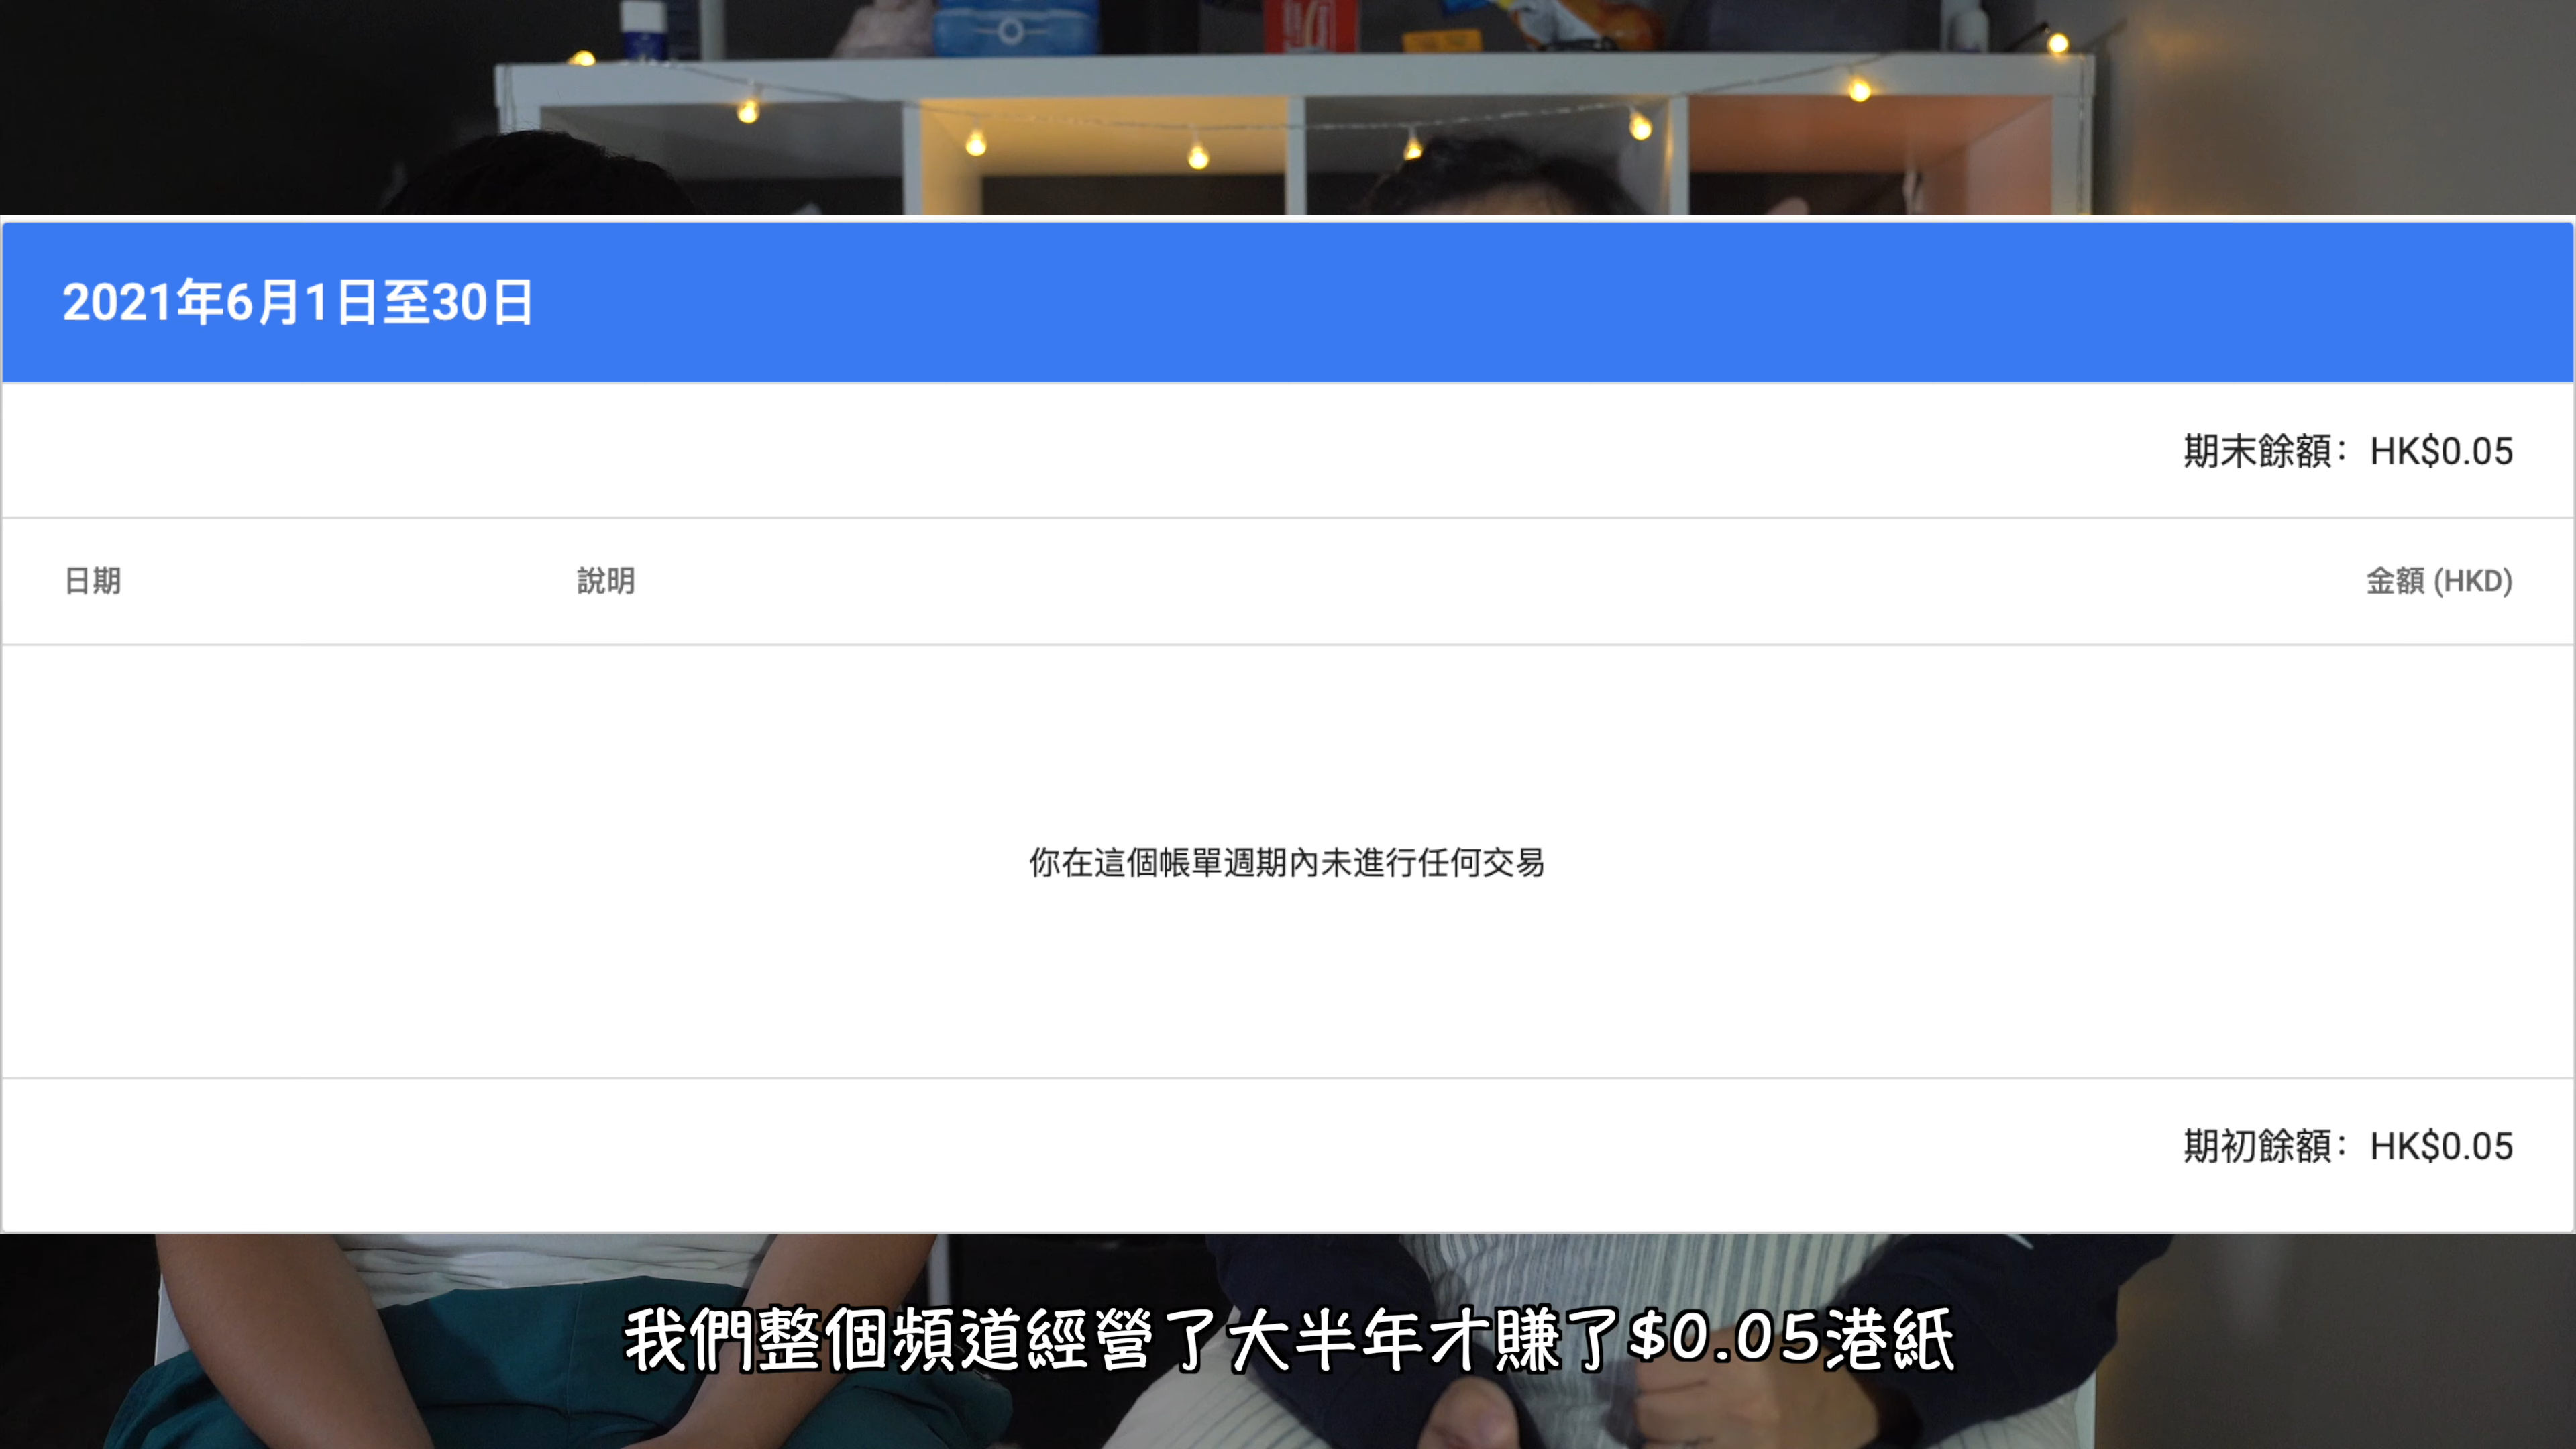 2021年6月1日至30日
期末餘額：HK$0.05
日期 說明 金額 (HKD)
你在這個帳單週期內未進行任何交易
期初餘額：HK$0.05
我們整個頻道經營了大半年才賺了$0.05港紙